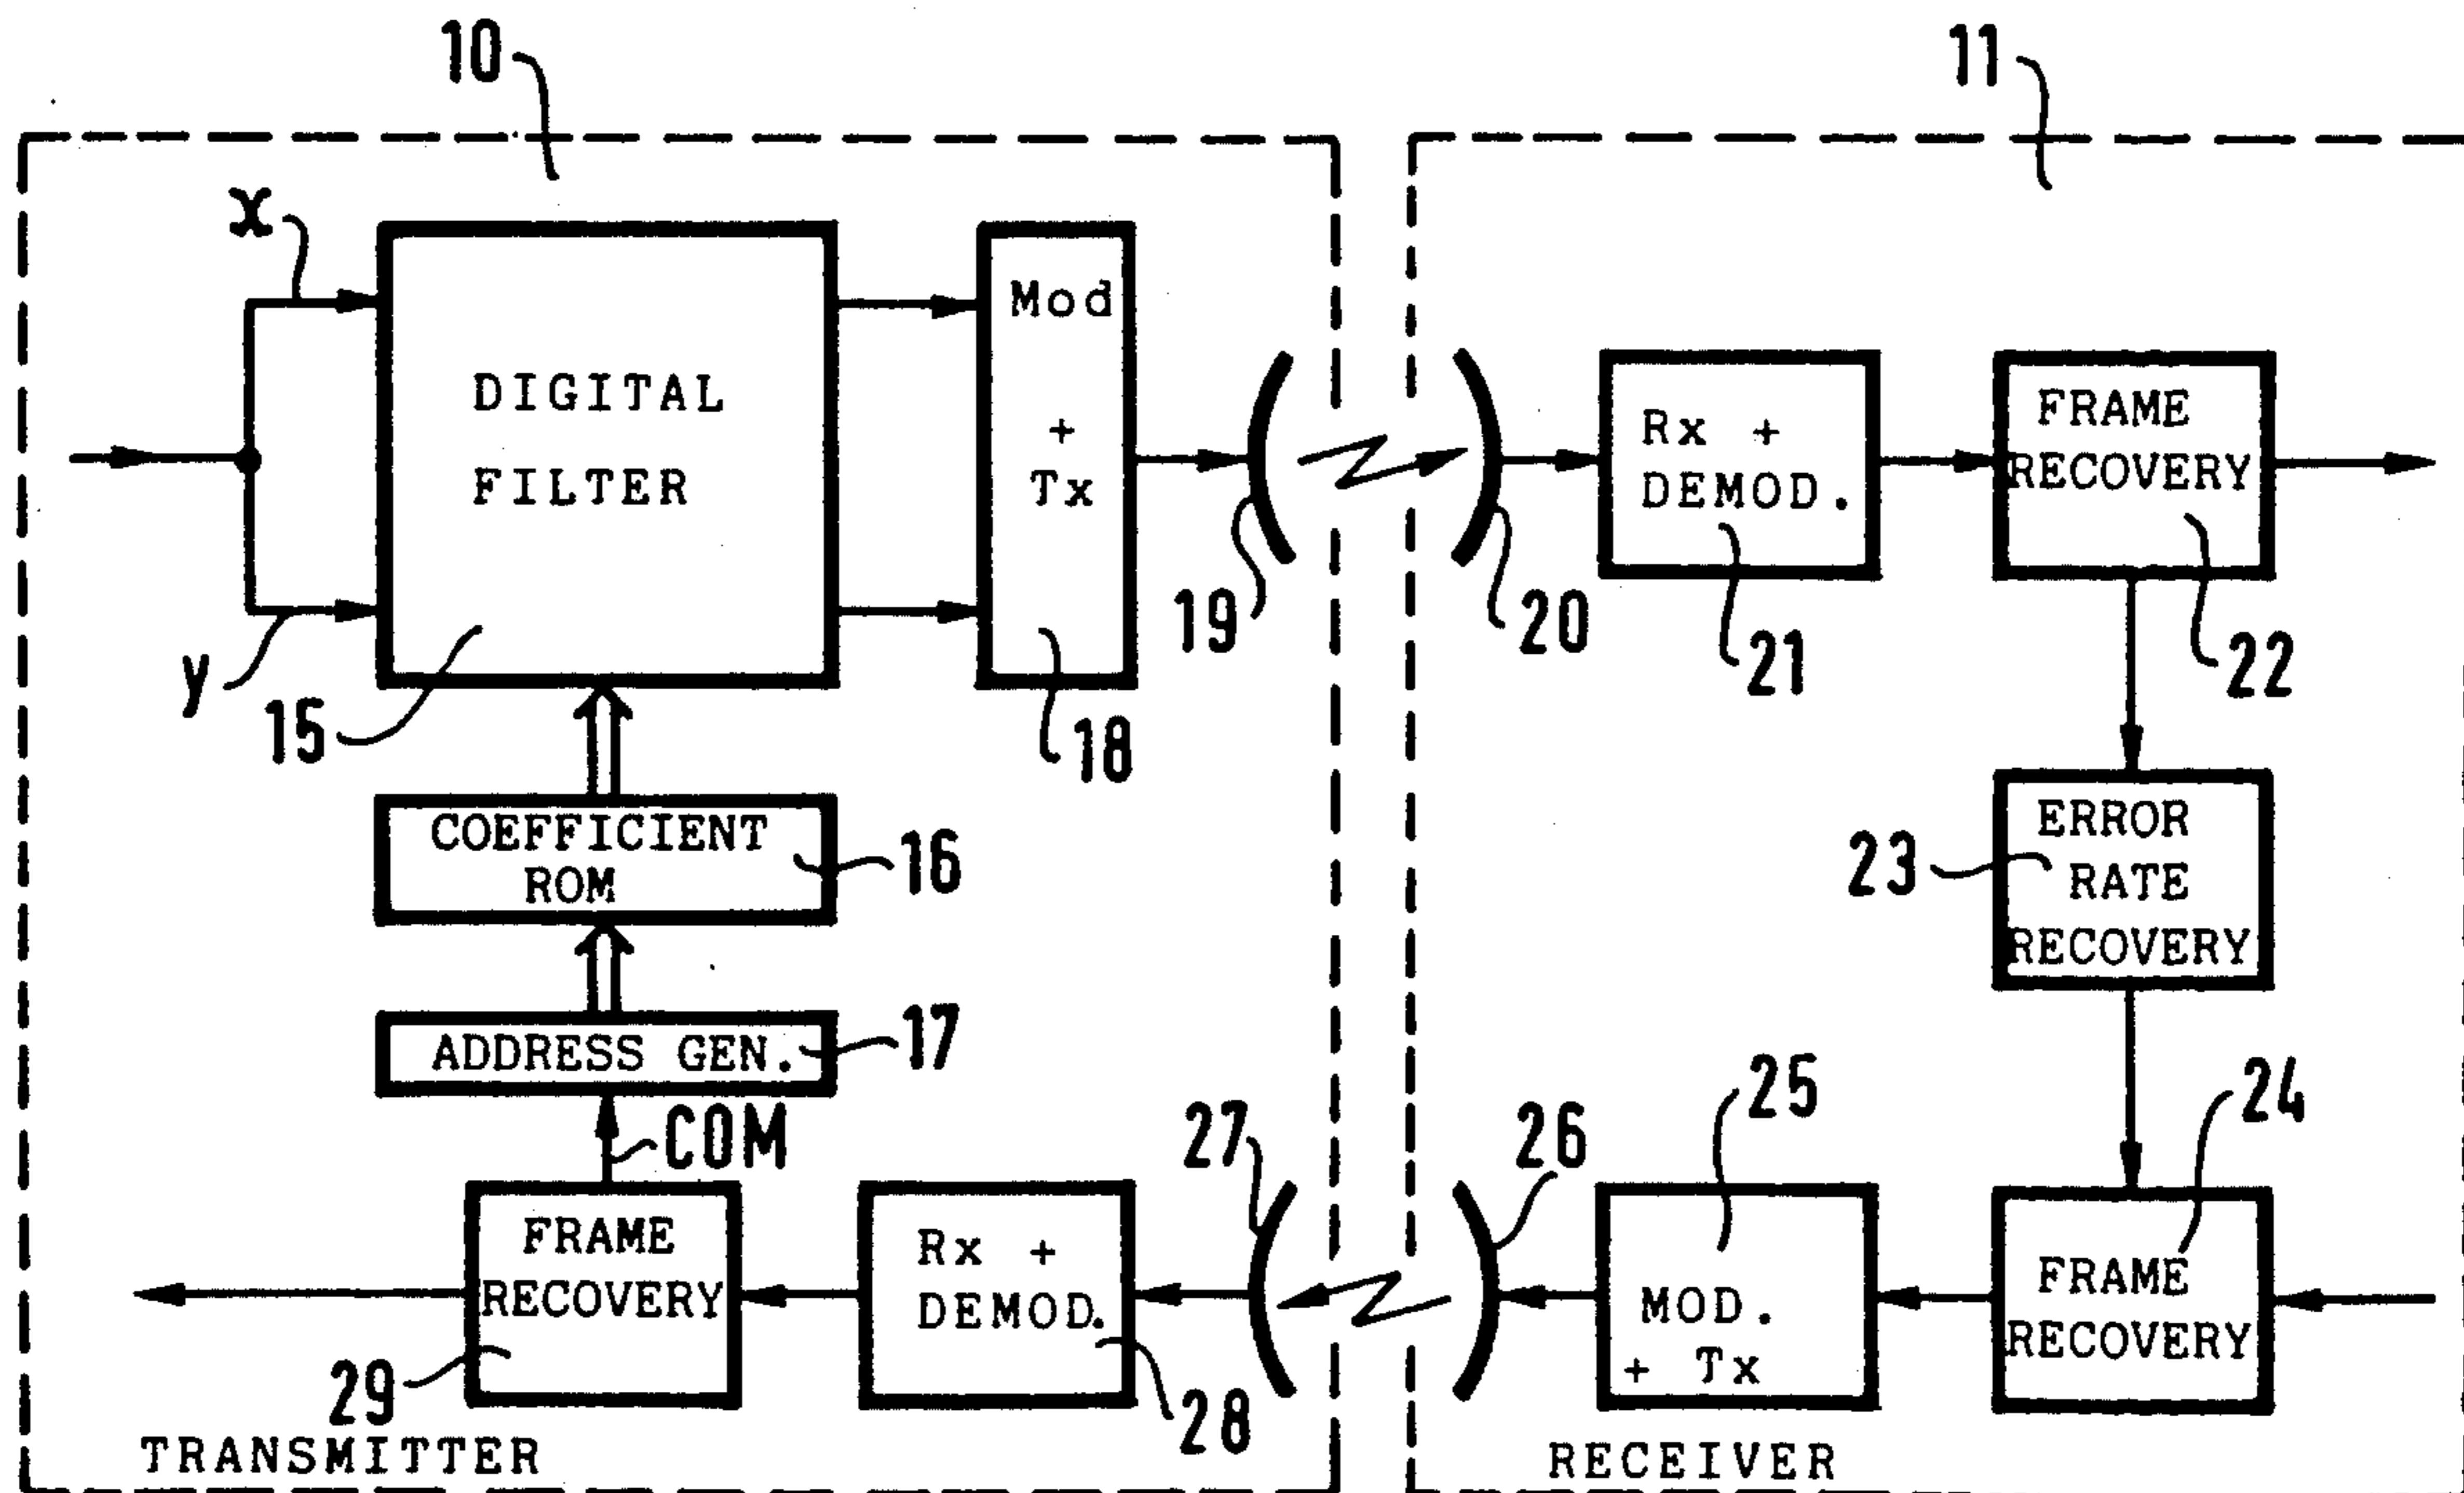 10
11
x
Mod
+
Tx
DIGITAL
FILTER
Rx +
DEMOD.
FRAME
RECOVERY
y
15
18
19
20
21
22
COEFFICIENT
ROM
16
ERROR
RATE
RECOVERY
23
ADDRESS GEN.
17
COM
27
26
25
24
FRAME
RECOVERY
Rx +
DEMOD.
MOD.
+ Tx
FRAME
RECOVERY
29
28
TRANSMITTER
RECEIVER